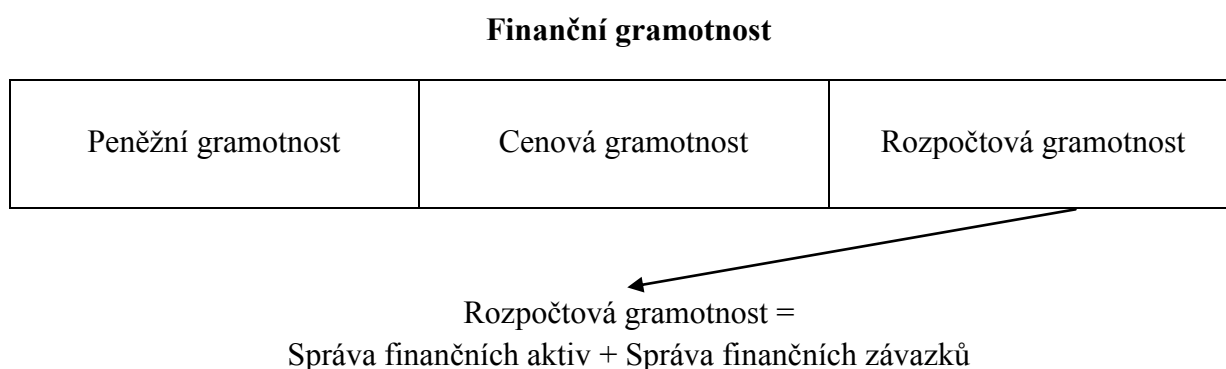 Finanční gramotnost
Peněžní gramotnost
Cenová gramotnost
Rozpočtová gramotnost
Rozpočtová gramotnost =
Správa finančních aktiv + Správa finančních závazků